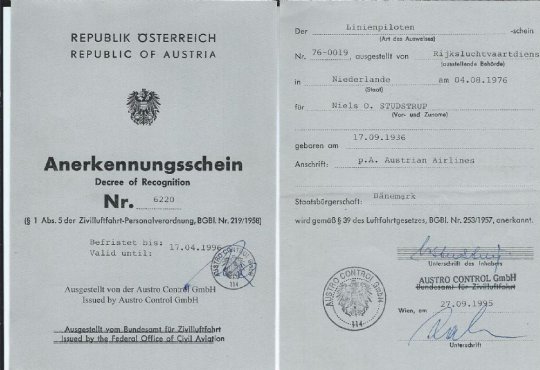 REPUBLIK ÖSTERREICH
REPUBLIC OF AUSTRIA
Anerkennungsschein
Decree of Recognition
Nr. 6220
(§ 1 Abs. 5 der Zivilluftfahrt-Personalverordnung, BGBl. Nr. 219/1958)
Befristet bis: 17.04.1996
Valid until:
AUSTRO CONTROL GmbH
114
Ausgestellt von der Austro Control GmbH
Issued by Austro Control GmbH
Ausgestellt vom Bundesamt für Zivilluftfahrt
Issued by the Federal Office of Civil Aviation
Der Linienpiloten -schein
(Art des Ausweises)
Nr. 76-0019, ausgestellt von Rijksluchtvaartdiens
(ausstellende Behörde)
in Niederlande am 04.08.1976
(Staat)
für Niels O. STUDSTRUP
(Vor- und Zuname)
geboren am 17.09.1936
Anschrift: p.A. Austrian Airlines
Staatsbürgerschaft: Dänemark
wird gemäß § 39 des Luftfahrtgesetzes, BGBl. Nr. 253/1957, anerkannt.
Unterschrift des Inhabers
AUSTRO CONTROL GmbH
Bundesamt für Zivilluftfahrt
AUSTRO CONTROL GmbH
114
Wien, am 27.09.1995
Unterschrift